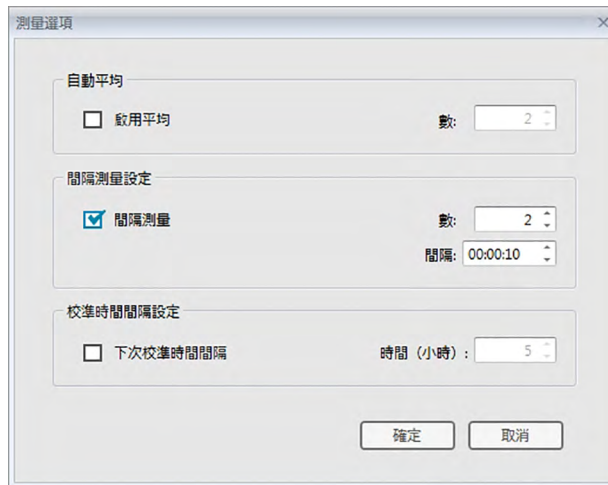 測量選項
自動平均
啟用平均 數: 2
間隔測量設定
間隔測量 數: 2
間隔: 00:00:10
校準時間間隔設定
下次校準時間間隔 時間（小時）: 5
確定 取消